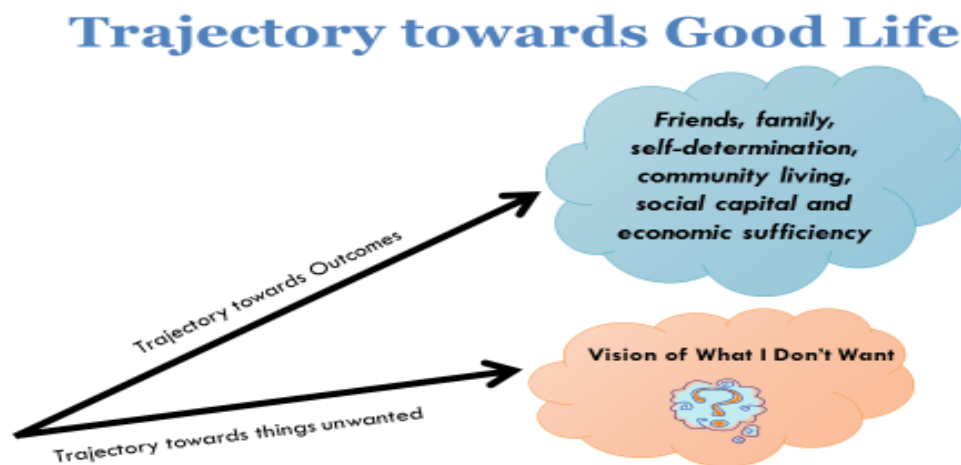 Trajectory towards Good Life
Friends, family,
self-determination,
community living,
social capital and
economic sufficiency
Trajectory towards Outcomes
Vision of What I Don't Want
?
Trajectory towards things unwanted